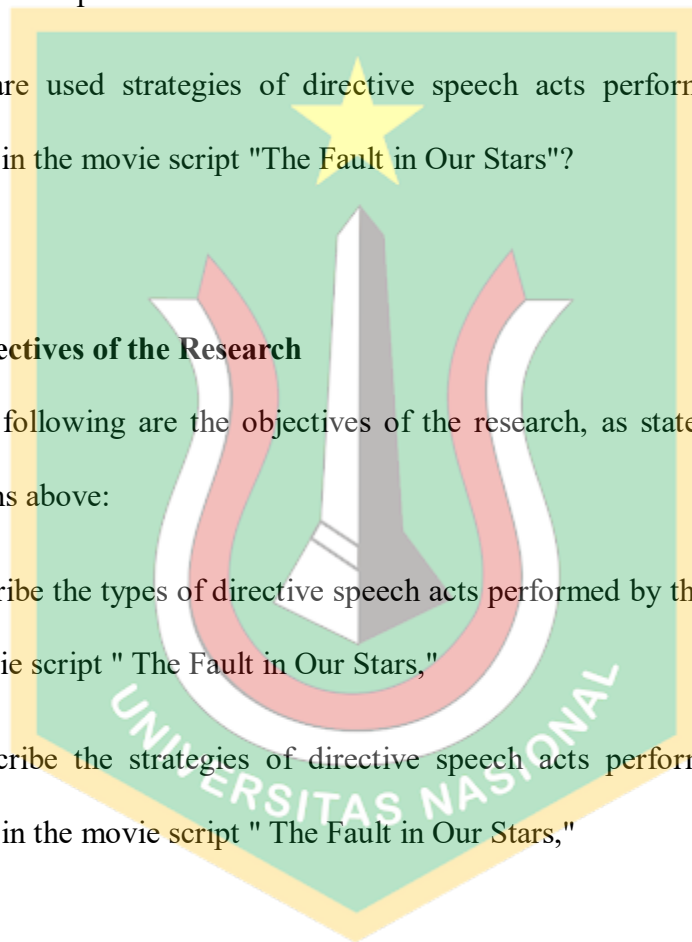 are used strategies of directive speech acts perform
in the movie script "The Fault in Our Stars"?
ectives of the Research
following are the objectives of the research, as state
ns above:
ribe the types of directive speech acts performed by th
ie script " The Fault in Our Stars,"
cribe the strategies of directive speech acts perform
in the movie script " The Fault in Our Stars,"
UNIVERSITAS NASIONAL